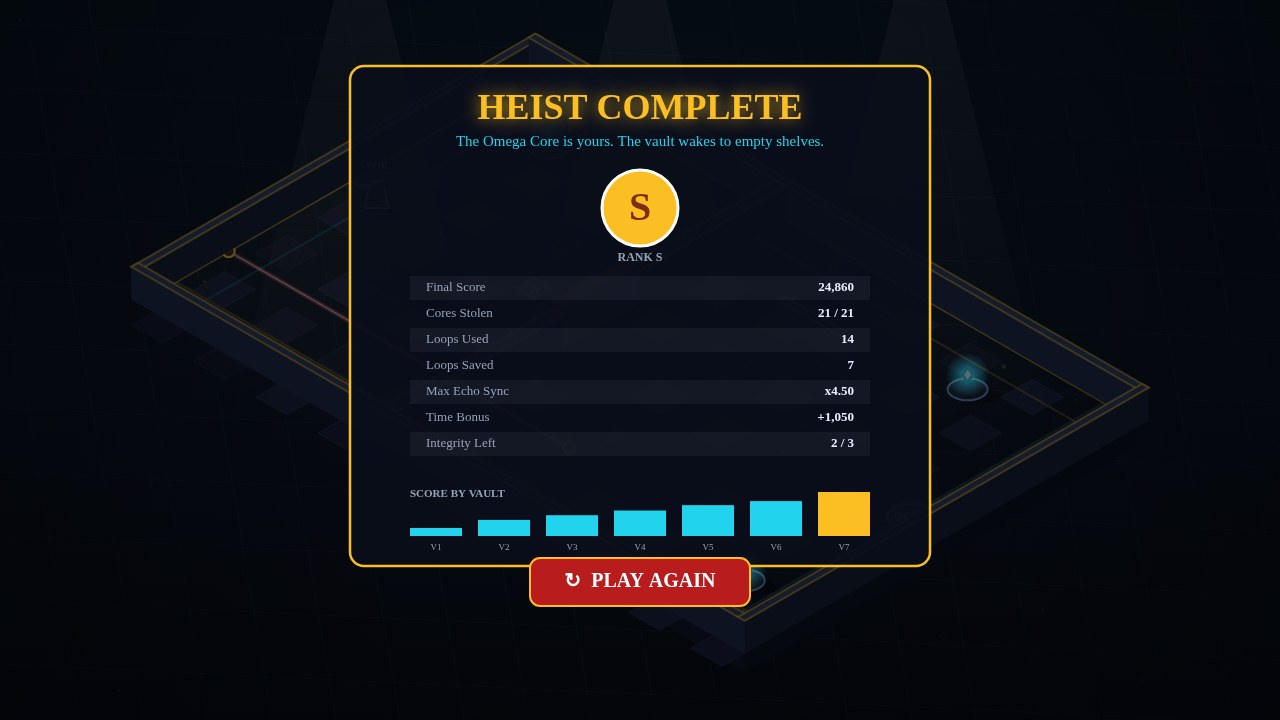 HEIST COMPLETE
The Omega Core is yours. The vault wakes to empty shelves.
S
RANK S
Final Score 24,860
Cores Stolen 21 / 21
Loops Used 14
Loops Saved 7
Max Echo Sync x4.50
Time Bonus +1,050
Integrity Left 2 / 3
SCORE BY VAULT
V1 V2 V3 V4 V5 V6 V7
↻ PLAY AGAIN